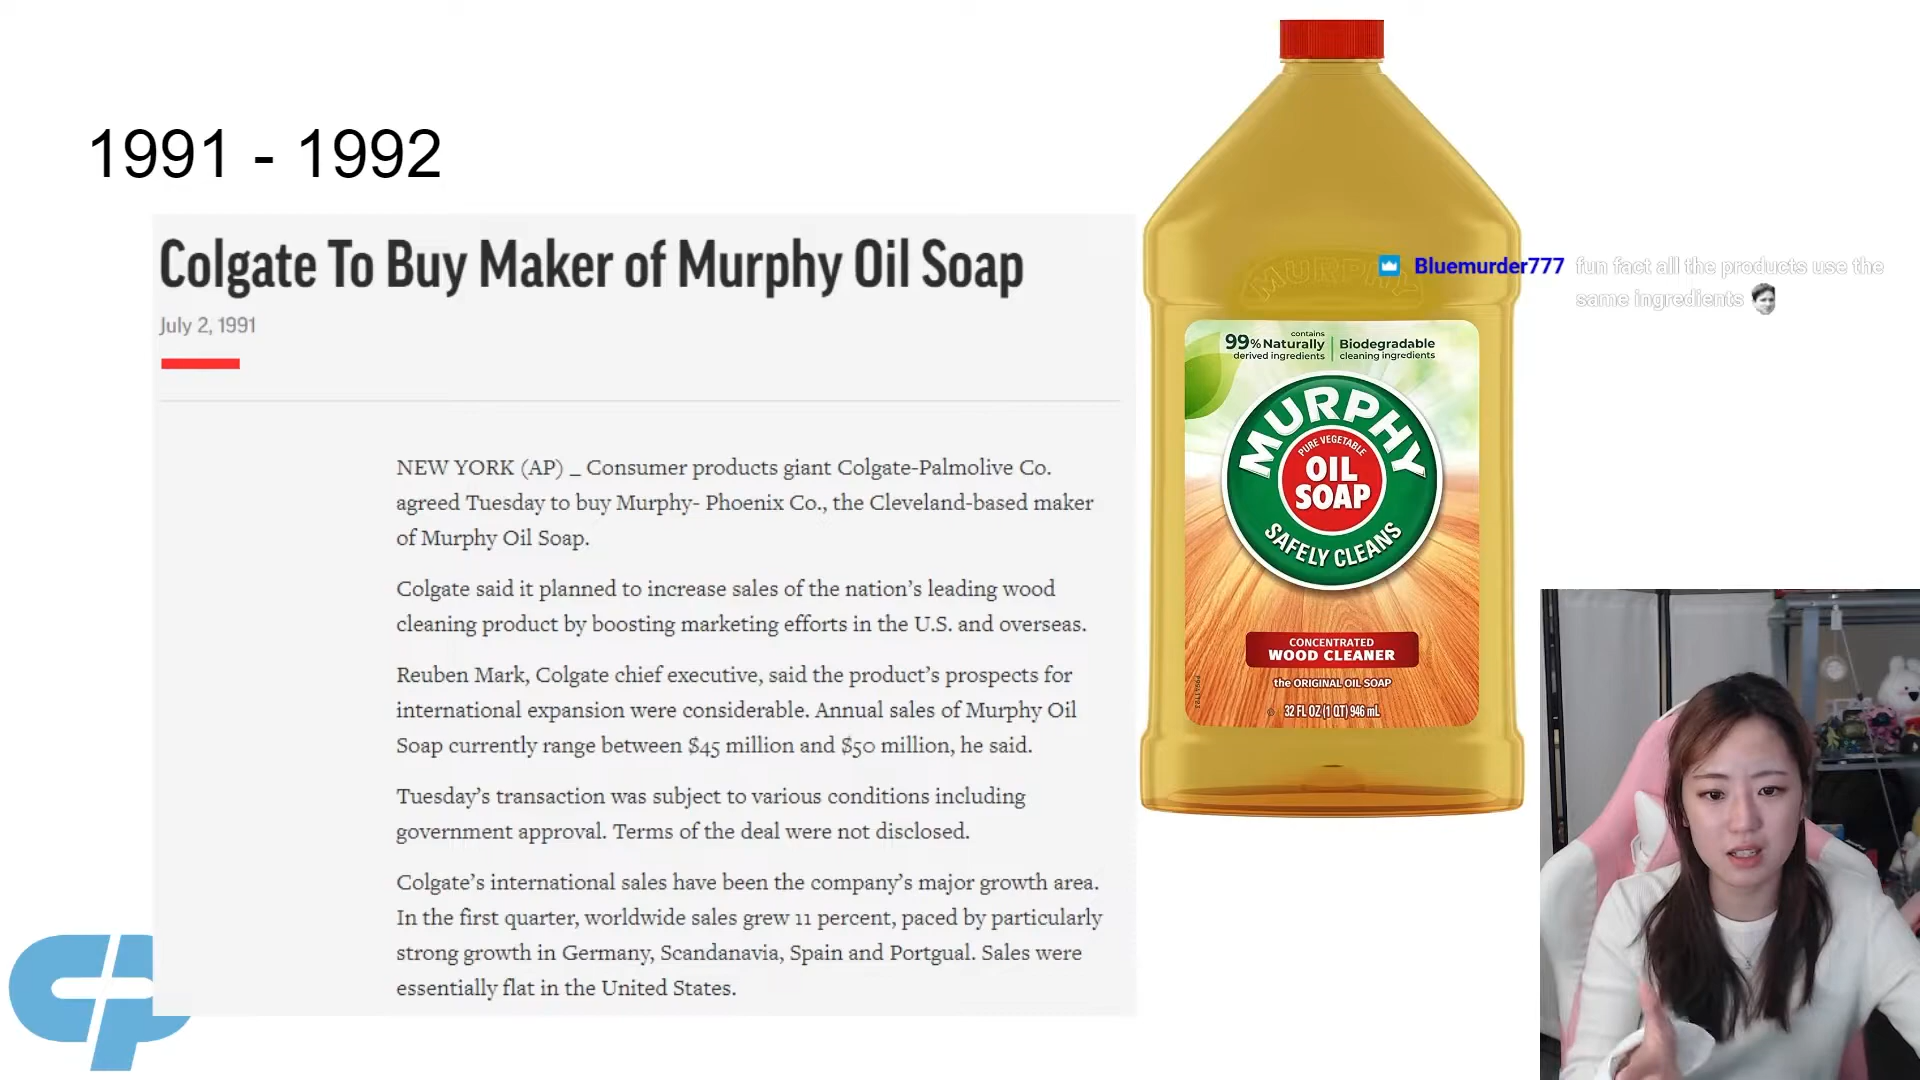 1991 - 1992
Colgate To Buy Maker of Murphy Oil Soap
July 2, 1991
NEW YORK (AP) _ Consumer products giant Colgate-Palmolive Co.
agreed Tuesday to buy Murphy- Phoenix Co., the Cleveland-based maker
of Murphy Oil Soap.
Colgate said it planned to increase sales of the nation's leading wood
cleaning product by boosting marketing efforts in the U.S. and overseas.
Reuben Mark, Colgate chief executive, said the product's prospects for
international expansion were considerable. Annual sales of Murphy Oil
Soap currently range between $45 million and $50 million, he said.
Tuesday's transaction was subject to various conditions including
government approval. Terms of the deal were not disclosed.
Colgate's international sales have been the company's major growth area.
In the first quarter, worldwide sales grew 11 percent, paced by particularly
strong growth in Germany, Scandanavia, Spain and Portgual. Sales were
essentially flat in the United States.
MURPHY
contains
99% Naturally
derived ingredients
Biodegradable
cleaning ingredients
MURPHY
PURE VEGETABLE
OIL
SOAP
SAFELY CLEANS
CONCENTRATED
WOOD CLEANER
the ORIGINAL OIL SOAP
32 FL OZ (1 QT) 946 mL
Bluemurder777 fun fact all the products use the
same ingredients